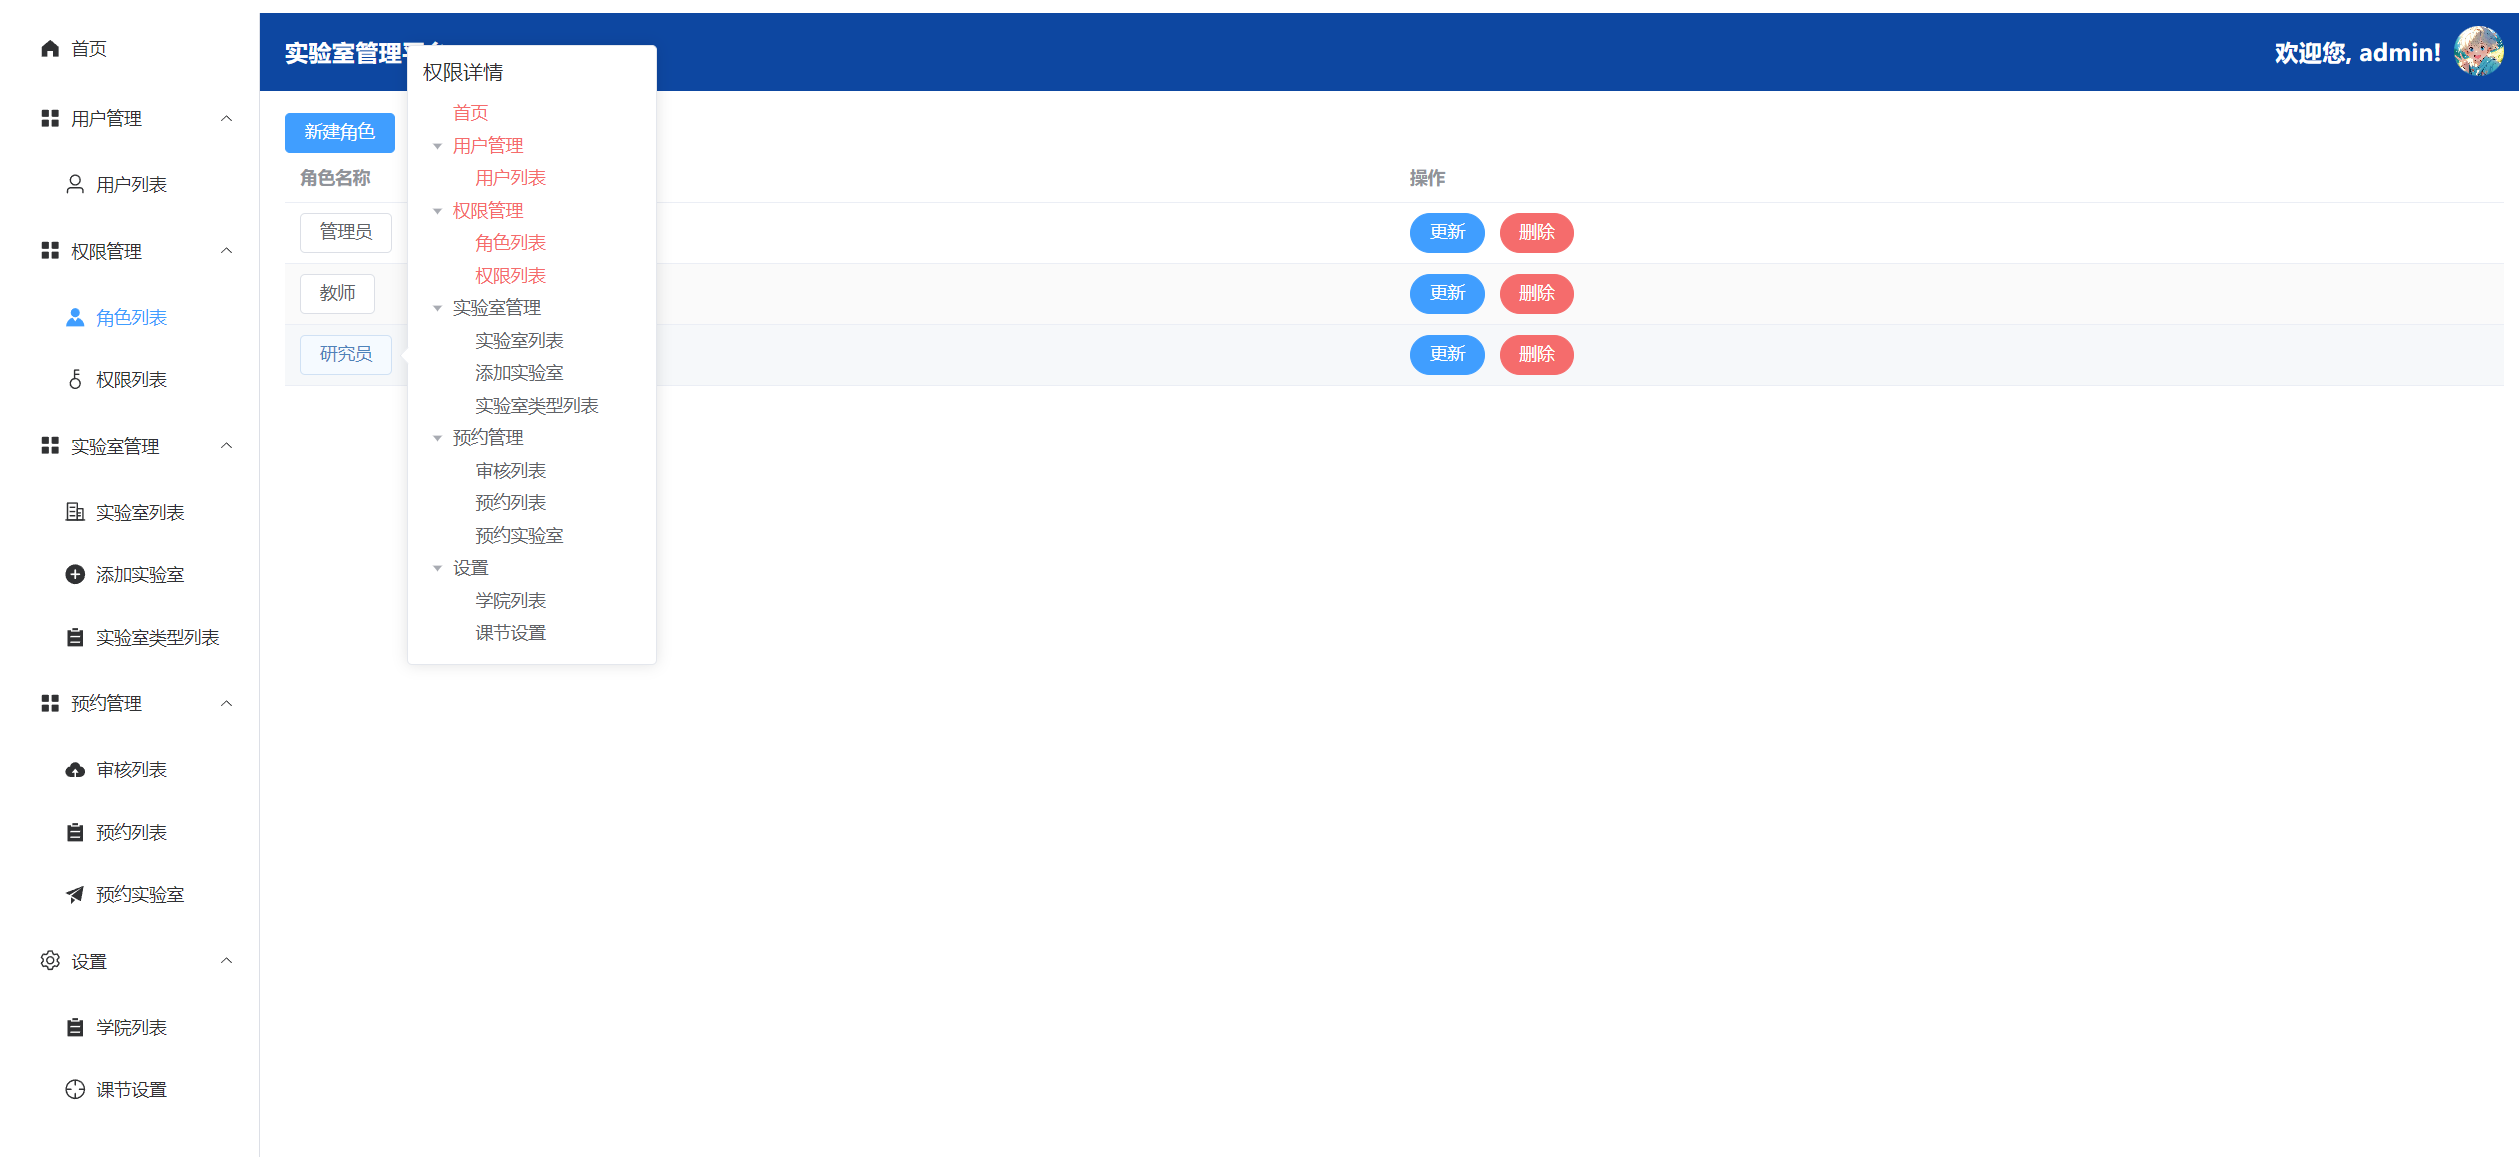 首页
用户管理
用户列表
权限管理
角色列表
权限列表
实验室管理
实验室列表
添加实验室
实验室类型列表
预约管理
审核列表
预约列表
预约实验室
设置
学院列表
课节设置
实验室管理平台
欢迎您, admin!
新建角色
角色名称
操作
管理员
更新
删除
教师
更新
删除
研究员
更新
删除
权限详情
首页
用户管理
用户列表
权限管理
角色列表
权限列表
实验室管理
实验室列表
添加实验室
实验室类型列表
预约管理
审核列表
预约列表
预约实验室
设置
学院列表
课节设置